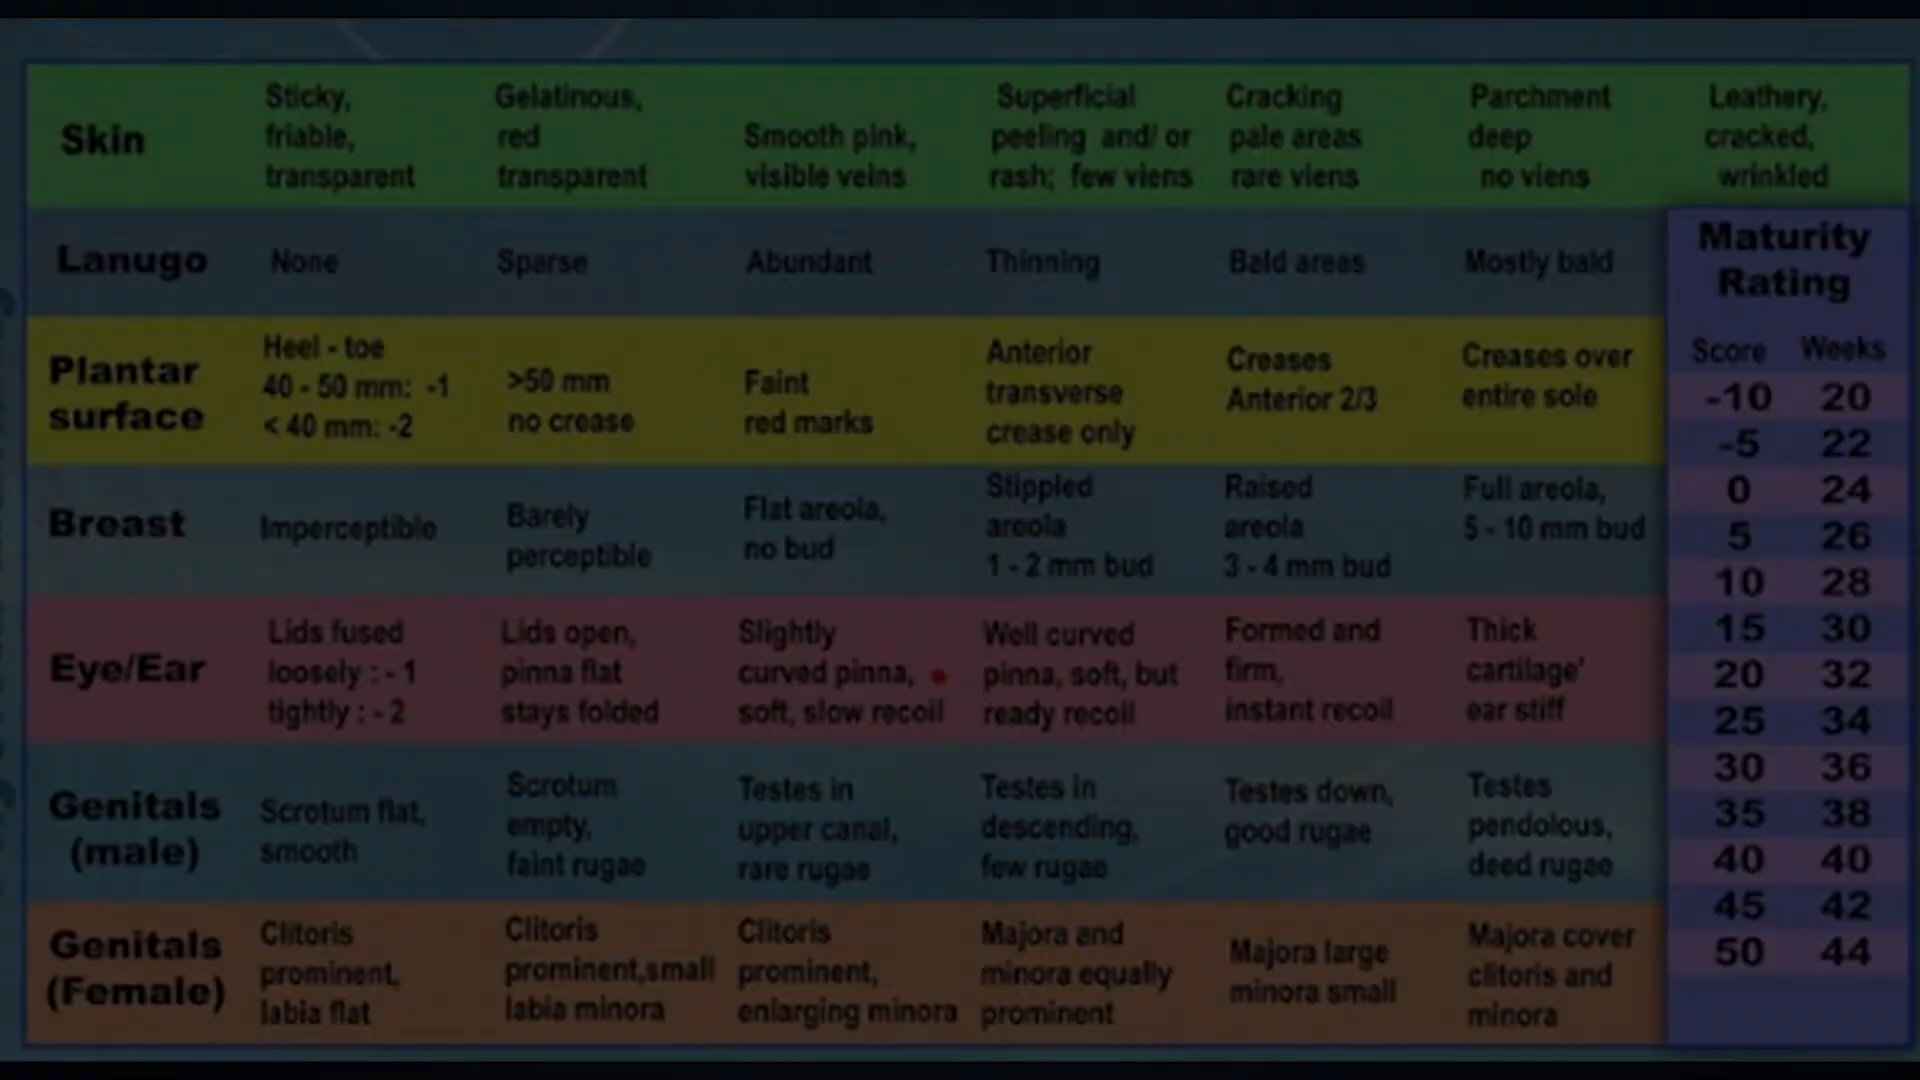 Skin
Sticky,
friable,
transparent
Gelatinous,
red
transparent
Smooth pink,
visible veins
Superficial
peeling and/ or
rash; few viens
Cracking
pale areas
rare viens
Parchment
deep
no viens
Leathery,
cracked,
wrinkled
Lanugo
None
Sparse
Abundant
Thinning
Bald areas
Mostly bald
Plantar
surface
Heel - toe
40 - 50 mm: -1
< 40 mm: -2
>50 mm
no crease
Faint
red marks
Anterior
transverse
crease only
Creases
Anterior 2/3
Creases over
entire sole
Breast
Imperceptible
Barely
perceptible
Flat areola,
no bud
Stippled
areola
1 - 2 mm bud
Raised
areola
3 - 4 mm bud
Full areola,
5 - 10 mm bud
Eye/Ear
Lids fused
loosely : - 1
tightly : - 2
Lids open,
pinna flat
stays folded
Slightly
curved pinna,
soft, slow recoil
Well curved
pinna, soft, but
ready recoil
Formed and
firm,
instant recoil
Thick
cartilage'
ear stiff
Genitals
(male)
Scrotum flat,
smooth
Scrotum
empty,
faint rugae
Testes in
upper canal,
rare rugae
Testes in
descending,
few rugae
Testes down,
good rugae
Testes
pendolous,
deed rugae
Genitals
(Female)
Clitoris
prominent,
labia flat
Clitoris
prominent,small
labia minora
Clitoris
prominent,
enlarging minora
Majora and
minora equally
prominent
Majora large
minora small
Majora cover
clitoris and
minora
Maturity
Rating
Score Weeks
-10 20
-5 22
0 24
5 26
10 28
15 30
20 32
25 34
30 36
35 38
40 40
45 42
50 44